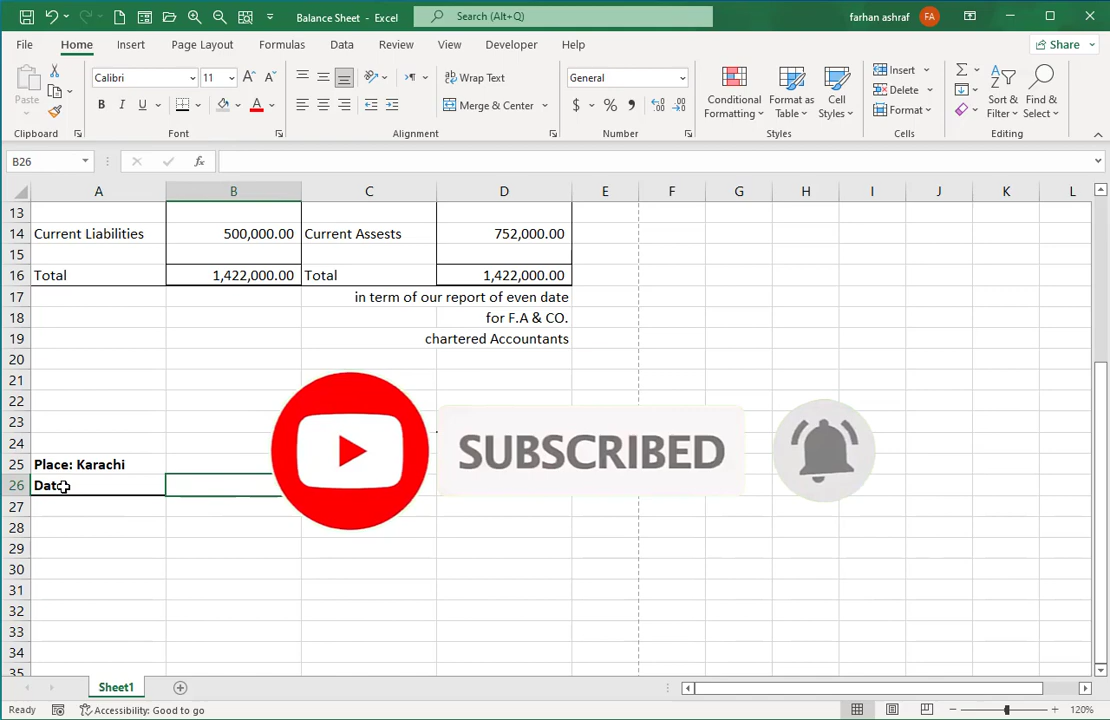 Balance Sheet - Excel
Search (Alt+Q)
farhan ashraf
FA
File Home Insert Page Layout Formulas Data Review View Developer Help
Share
Paste
Calibri 11
Wrap Text
General
Merge & Center
Conditional Formatting
Format as Table
Cell Styles
Insert
Delete
Format
Sort & Filter
Find & Select
Clipboard Font Alignment Number Styles Cells Editing
B26
A B C D E F G H I J K L
13
14 Current Liabilities 500,000.00 Current Assests 752,000.00
15
16 Total 1,422,000.00 Total 1,422,000.00
17 in term of our report of even date
18 for F.A & CO.
19 chartered Accountants
20
21
22
23
24
25 Place: Karachi
26 Dat
27
28
29
30
31
32
33
34
35
SUBSCRIBED
Sheet1
Ready
Accessibility: Good to go
120%